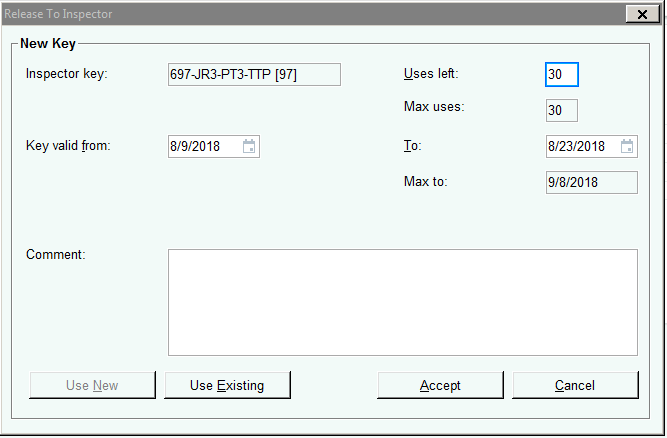 Release To Inspector
New Key
Inspector key: 697-JR3-PT3-TTP [97] Uses left: 30
Max uses: 30
Key valid from: 8/9/2018 To: 8/23/2018
Max to: 9/8/2018
Comment:
Use New Use Existing Accept Cancel